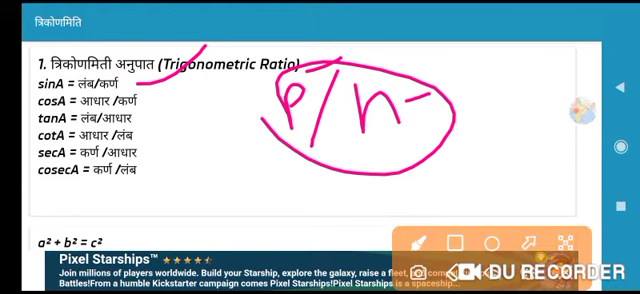 त्रिकोणमिति
1. त्रिकोणमिती अनुपात (Trigonometric Ratio)
sinA = लंब/कर्ण
cosA = आधार /कर्ण
tanA = लंब/आधार
cotA = आधार /लंब
secA = कर्ण /आधार
cosecA = कर्ण /लंब
P/h
a² + b² = c²
Pixel Starships™
Join millions of players worldwide. Build your Starship, explore the galaxy, raise a fleet,
Battles!From a humble Kickstarter campaign comes Pixel Starships!Pixel Starships is a spaceship
DU RECORDER